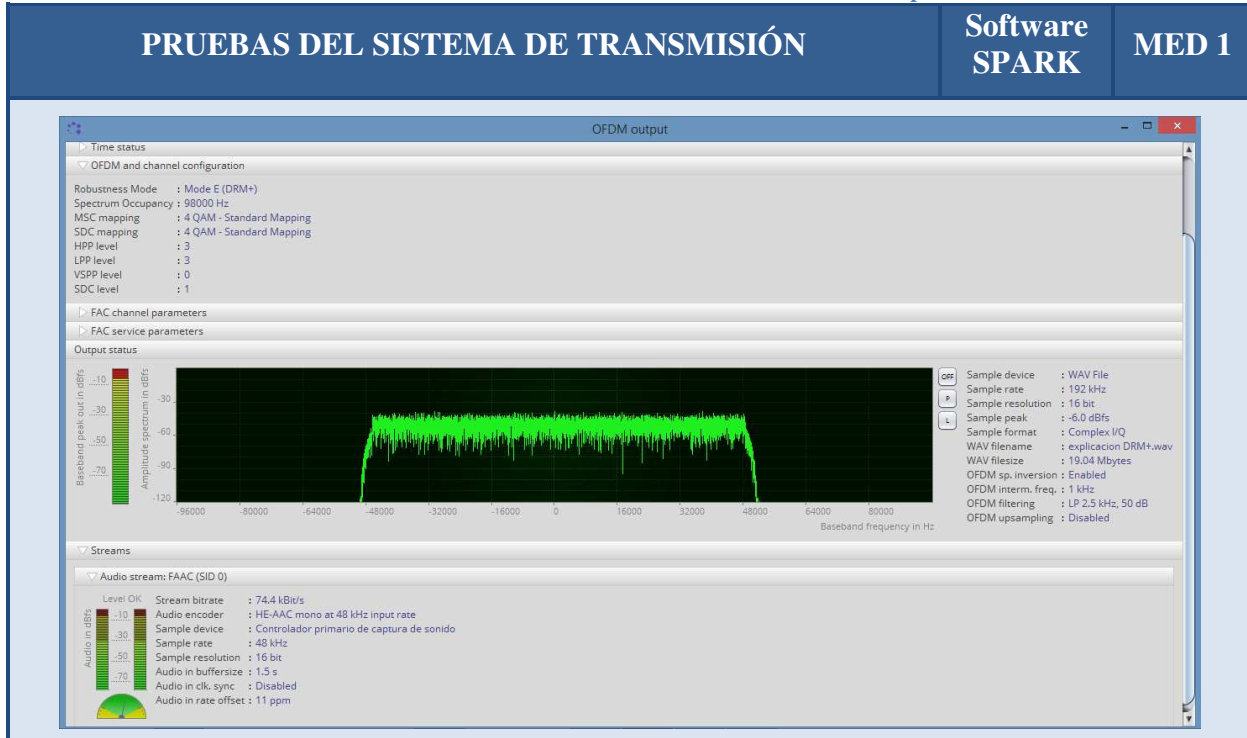 PRUEBAS DEL SISTEMA DE TRANSMISIÓN
Software
SPARK
MED 1
OFDM output
Time status
OFDM and channel configuration
Robustness Mode : Mode E (DRM+)
Spectrum Occupancy : 98000 Hz
MSC mapping : 4 QAM - Standard Mapping
SDC mapping : 4 QAM - Standard Mapping
HPP level : 3
LPP level : 3
VSPP level : 0
SDC level : 1
FAC channel parameters
FAC service parameters
Output status
Baseband peak out in dBfs
-10
-30
-50
-70
Amplitude spectrum in dBfs
-30
-60
-90
-120
-96000 -80000 -64000 -48000 -32000 -16000 0 16000 32000 48000 64000 80000
Baseband frequency in Hz
OFF
P
L
Sample device : WAV File
Sample rate : 192 kHz
Sample resolution : 16 bit
Sample peak : -6.0 dBfs
Sample format : Complex I/Q
WAV filename : explicacion DRM+.wav
WAV filesize : 19.04 Mbytes
OFDM sp. inversion : Enabled
OFDM interm. freq. : 1 kHz
OFDM filtering : LP 2.5 kHz, 50 dB
OFDM upsampling : Disabled
Streams
Audio stream: FAAC (SID 0)
Level OK
Audio in dBfs
-10
-30
-50
-70
Stream bitrate : 74.4 kBit/s
Audio encoder : HE-AAC mono at 48 kHz input rate
Sample device : Controlador primario de captura de sonido
Sample rate : 48 kHz
Sample resolution : 16 bit
Audio in buffersize : 1.5 s
Audio in clk. sync : Disabled
Audio in rate offset : 11 ppm